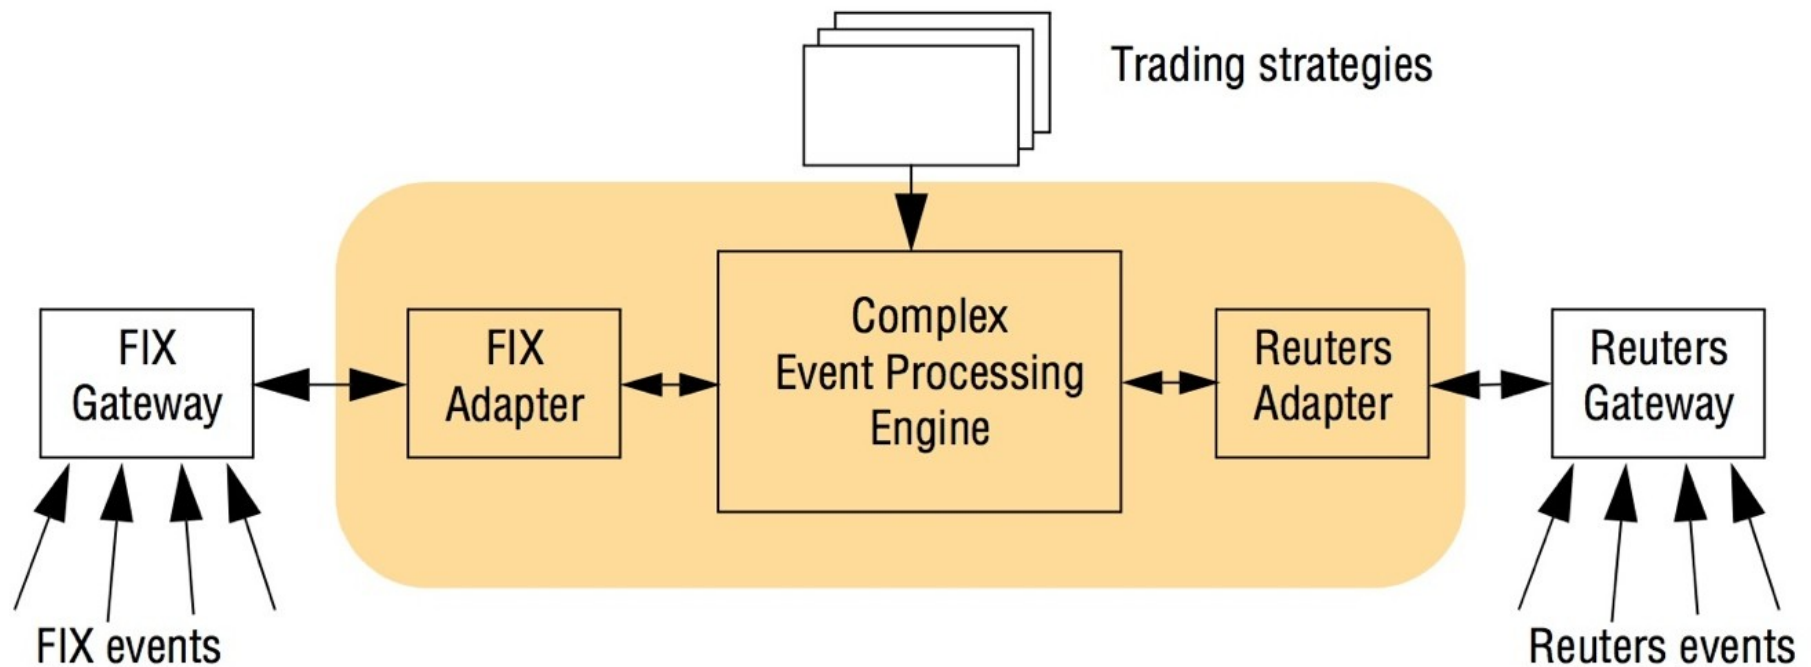 Trading strategies
FIX
Gateway
FIX
Adapter
Complex
Event Processing
Engine
Reuters
Adapter
Reuters
Gateway
FIX events
Reuters events